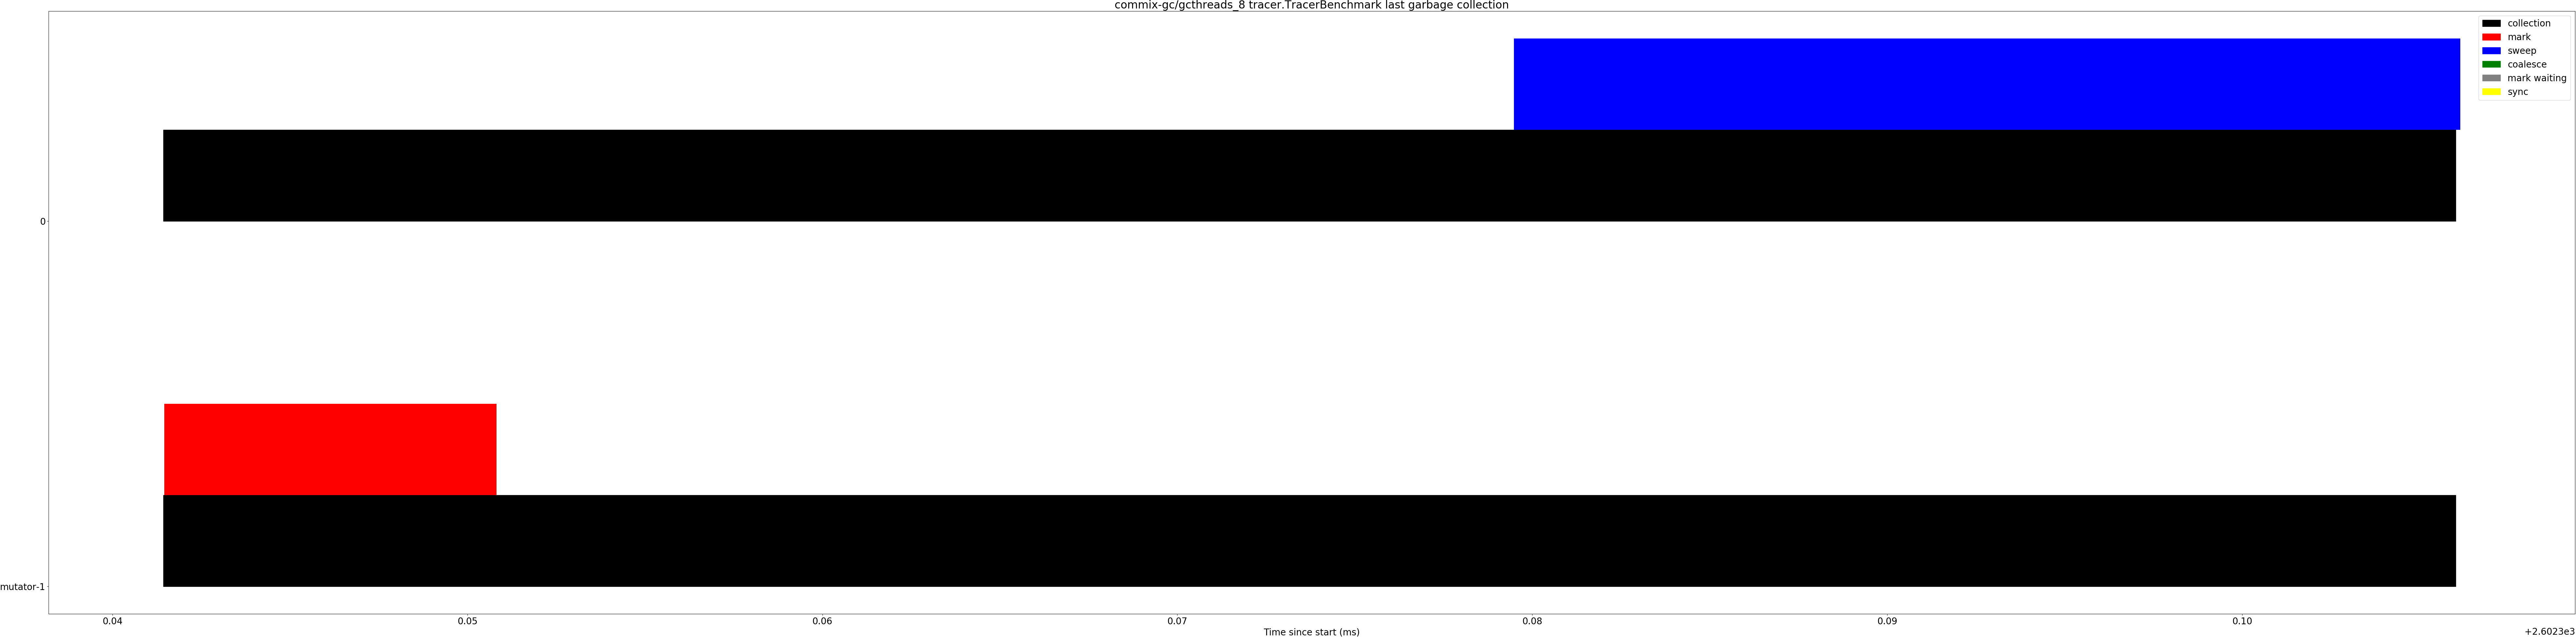 commix-gc/gcthreads_8 tracer.TracerBenchmark last garbage collection
collection
mark
sweep
coalesce
mark waiting
sync
0
mutator-1
0.04 0.05 0.06 0.07 0.08 0.09 0.10
Time since start (ms)
+2.6023e3